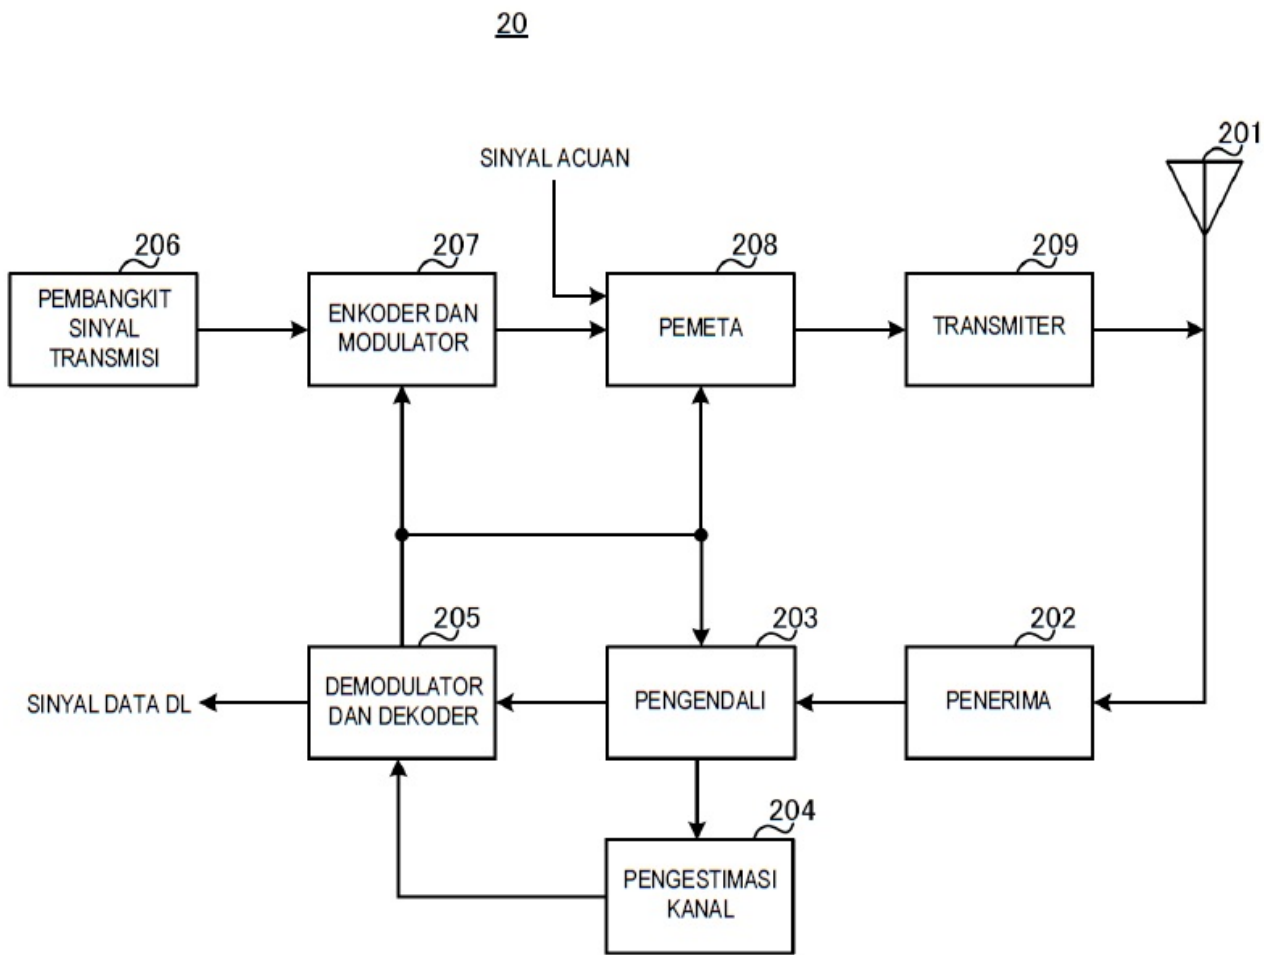 20
201
SINYAL ACUAN
206
207
208
209
PEMBANGKIT
SINYAL
TRANSMISI
ENKODER DAN
MODULATOR
PEMETA
TRANSMITER
205
203
202
SINYAL DATA DL
DEMODULATOR
DAN DEKODER
PENGENDALI
PENERIMA
204
PENGESTIMASI
KANAL